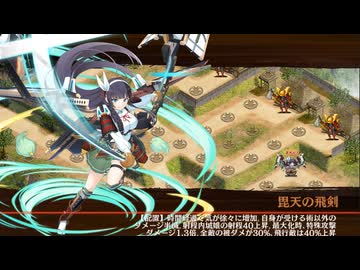 毘天の飛剣
【配置】時間経過で気が徐々に増加。自身が受ける術以外の
ダメージ半減。射程内城娘の射程40上昇。最大化時、特殊攻撃
ダメージ1.3倍。全敵の被ダメが30%、飛行敵は40%上昇